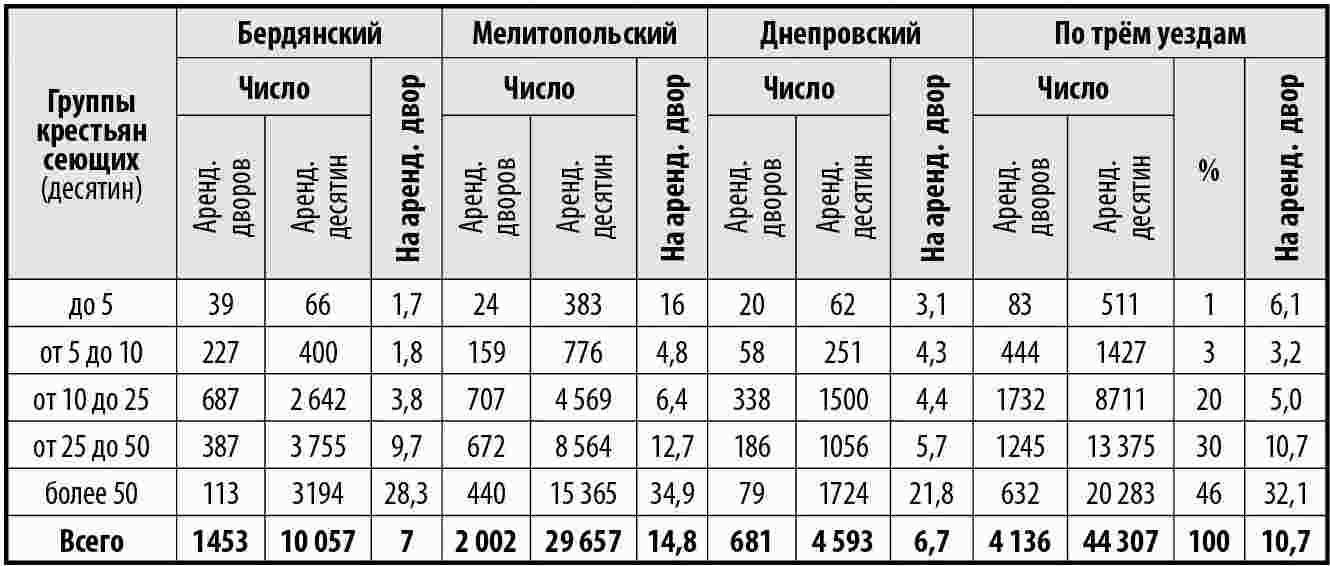 Бердянский Мелитопольский Днепровский По трём уездам
Группы крестьян сеющих (десятин) Число На аренд. двор Число На аренд. двор Число На аренд. двор Число % На аренд. двор
Аренд. дворов Аренд. десятин Аренд. дворов Аренд. десятин Аренд. дворов Аренд. десятин Аренд. дворов Аренд. десятин
до 5 39 66 1,7 24 383 16 20 62 3,1 83 511 1 6,1
от 5 до 10 227 400 1,8 159 776 4,8 58 251 4,3 444 1427 3 3,2
от 10 до 25 687 2 642 3,8 707 4 569 6,4 338 1500 4,4 1732 8711 20 5,0
от 25 до 50 387 3 755 9,7 672 8 564 12,7 186 1056 5,7 1245 13 375 30 10,7
более 50 113 3194 28,3 440 15 365 34,9 79 1724 21,8 632 20 283 46 32,1
Всего 1453 10 057 7 2 002 29 657 14,8 681 4 593 6,7 4 136 44 307 100 10,7